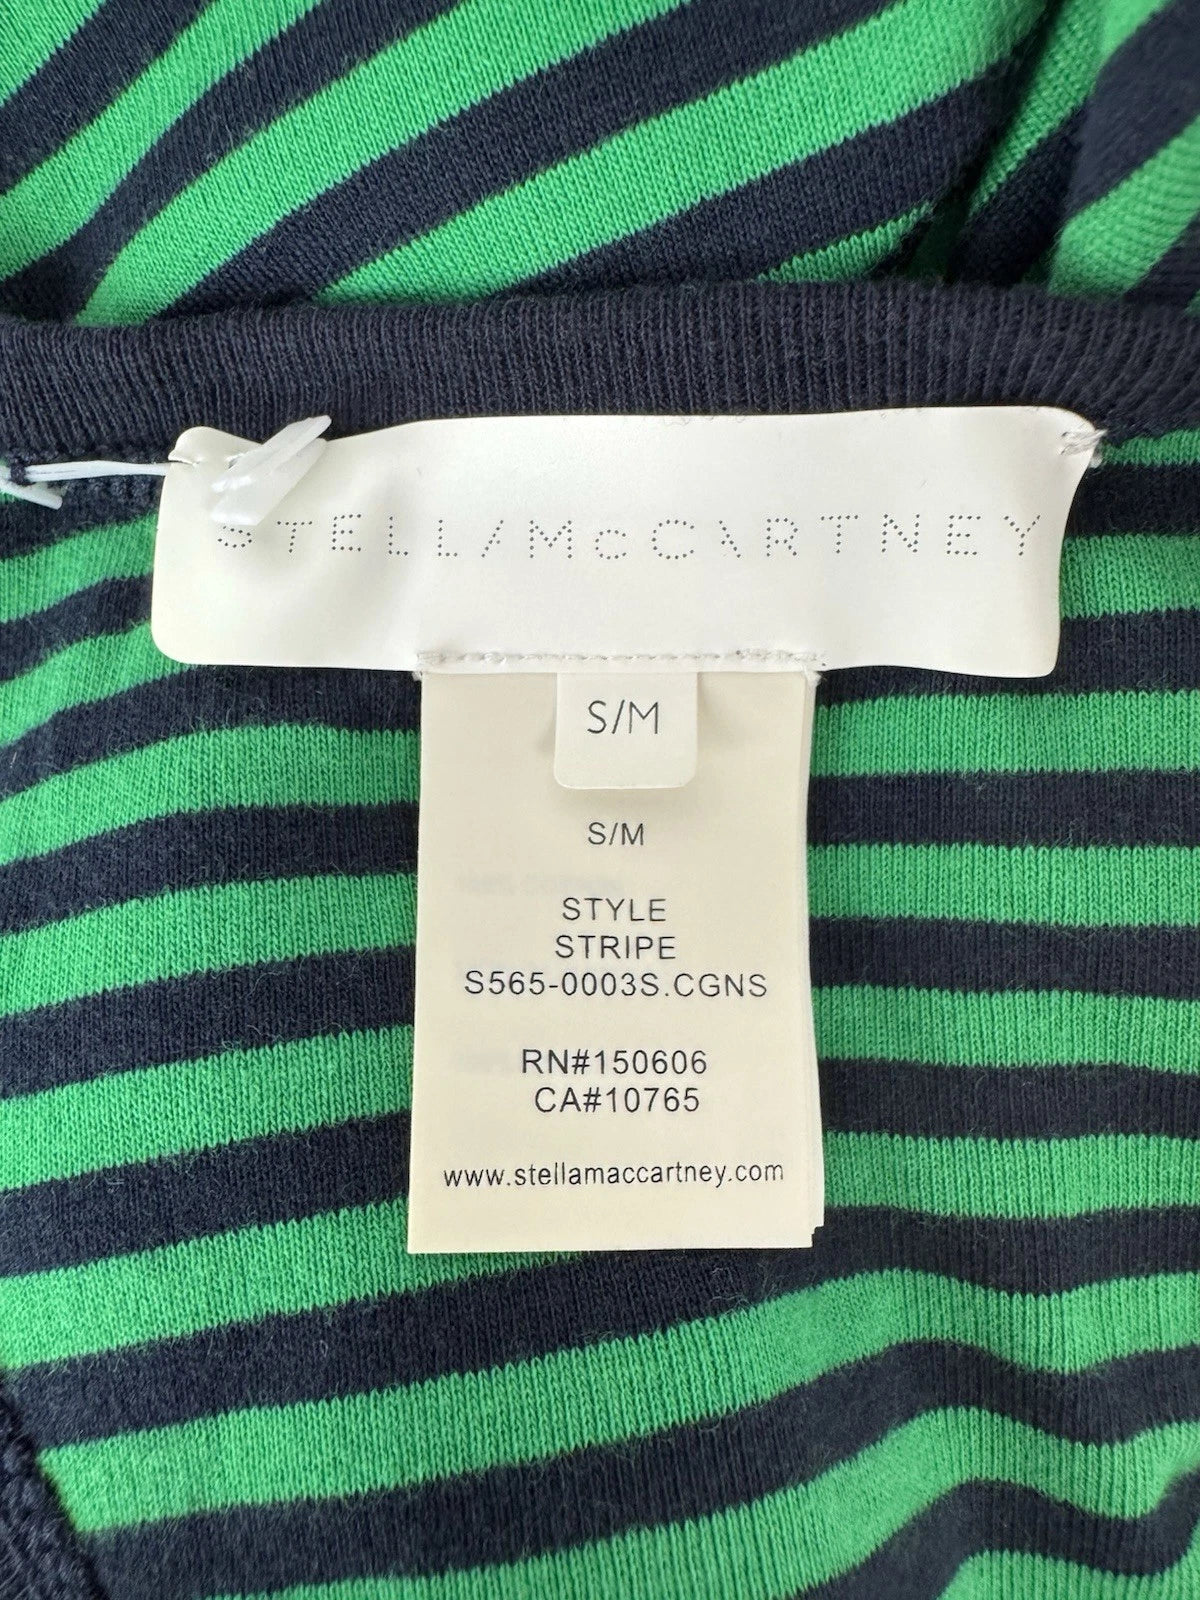 STELLA McCARTNEY
S/M
S/M
STYLE
STRIPE
S565-0003S.CGNS
RN#150606
CA#10765
www.stellamaccartney.com